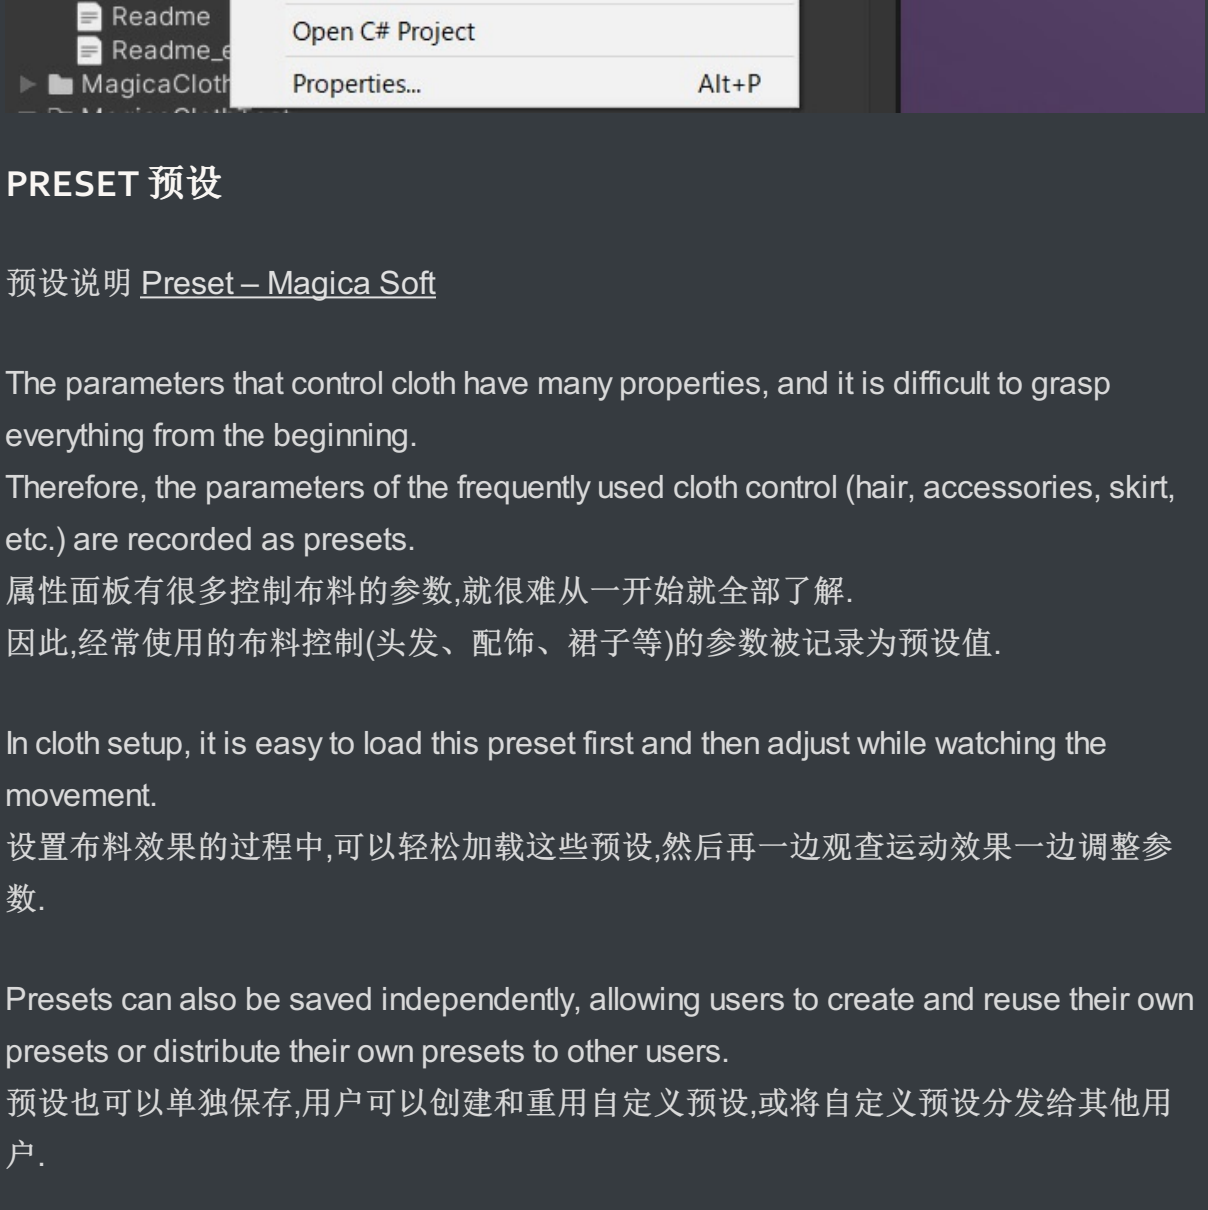 Readme
Open C# Project
Readme_e
MagicaCloth
Properties... Alt+P
PRESET 预设
预设说明 Preset – Magica Soft
The parameters that control cloth have many properties, and it is difficult to grasp
everything from the beginning.
Therefore, the parameters of the frequently used cloth control (hair, accessories, skirt,
etc.) are recorded as presets.
属性面板有很多控制布料的参数,就很难从一开始就全部了解.
因此,经常使用的布料控制(头发、配饰、裙子等)的参数被记录为预设值.
In cloth setup, it is easy to load this preset first and then adjust while watching the
movement.
设置布料效果的过程中,可以轻松加载这些预设,然后再一边观查运动效果一边调整参
数.
Presets can also be saved independently, allowing users to create and reuse their own
presets or distribute their own presets to other users.
预设也可以单独保存,用户可以创建和重用自定义预设,或将自定义预设分发给其他用
户.